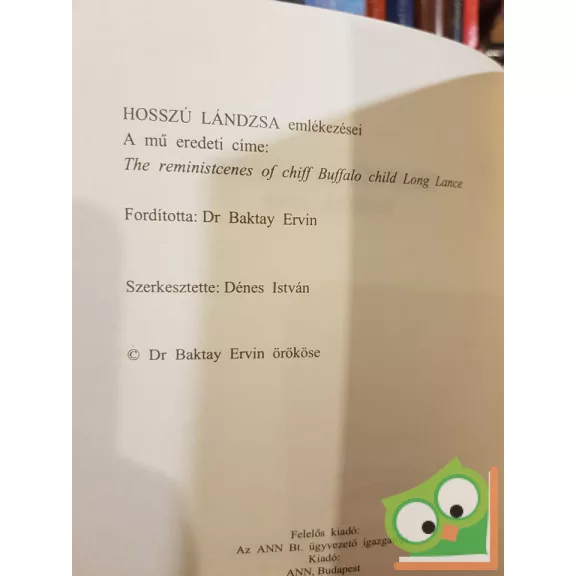 HOSSZÚ LÁNDZSA emlékezései
A mű eredeti címe:
The reministcenes of chiff Buffalo child Long Lance
Fordította: Dr Baktay Ervin
Szerkesztette: Dénes István
© Dr Baktay Ervin örököse
Felelős kiadó:
Az ANN Bt. ügyvezető
Kiadó:
ANN, Budapest